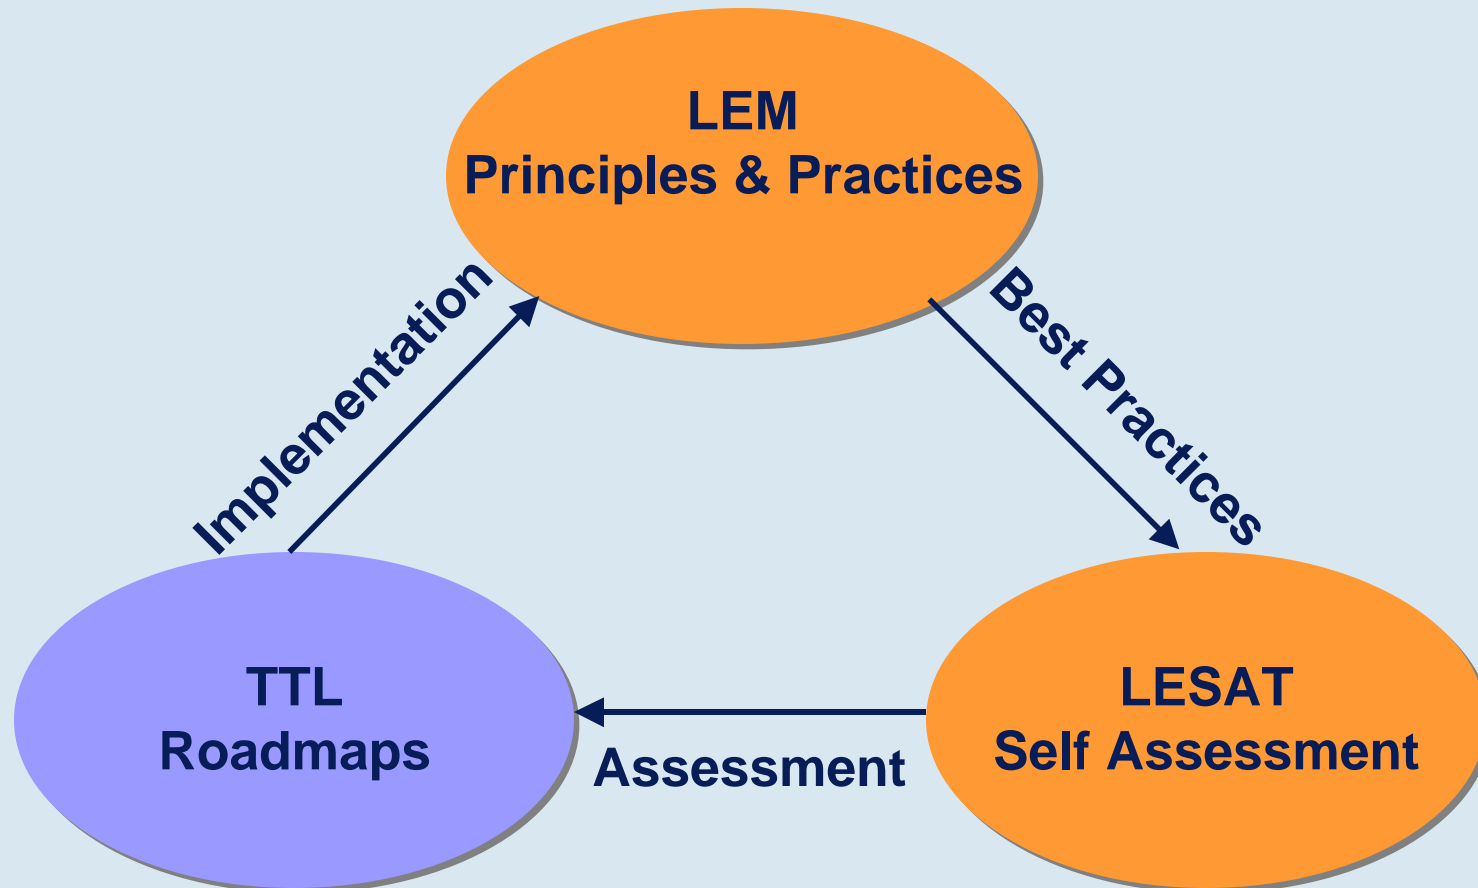 LEM
Principles & Practices
Implementation
Best Practices
TTL
Roadmaps
Assessment
LESAT
Self Assessment